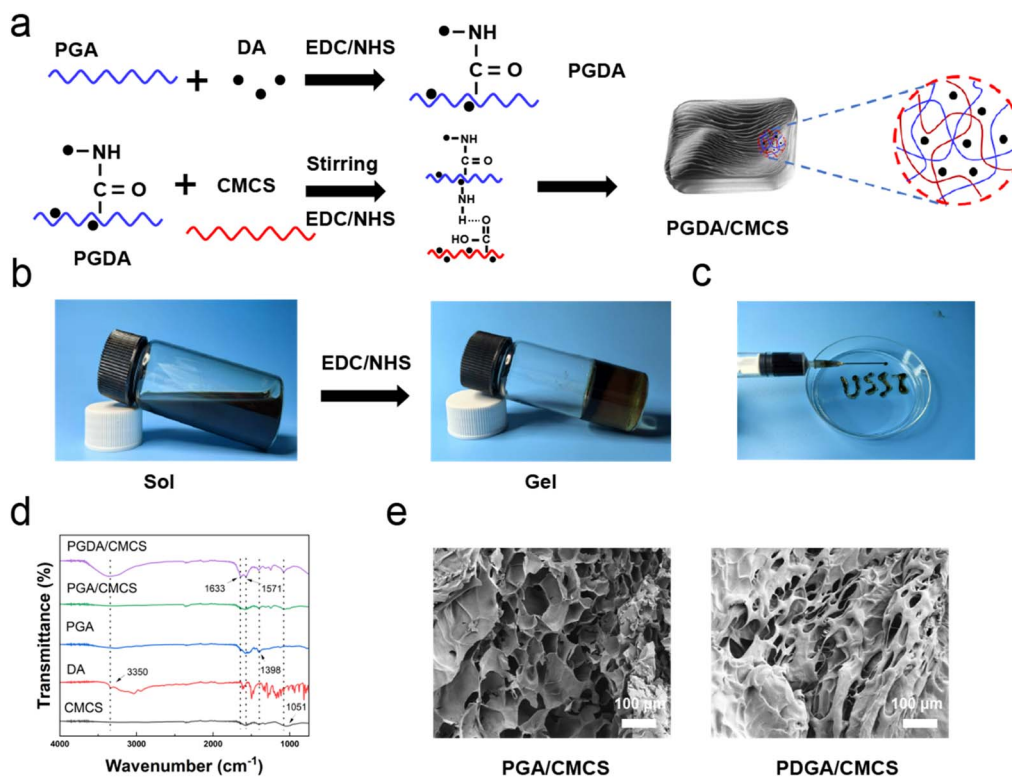 a
PGA
+
DA
EDC/NHS
NH
C = O
PGDA
NH
C = O
PGDA
+
CMCS
Stirring
EDC/NHS
NH
C = O
NH
H
O
HO
C
PGDA/CMCS
b
EDC/NHS
Sol
Gel
c
d
Transmittance (%)
PGDA/CMCS
1633
1571
PGA/CMCS
PGA
1398
DA
3350
CMCS
1051
4000 3000 2000 1000
Wavenumber (cm⁻¹)
e
100 μm
100 μm
PGA/CMCS
PDGA/CMCS